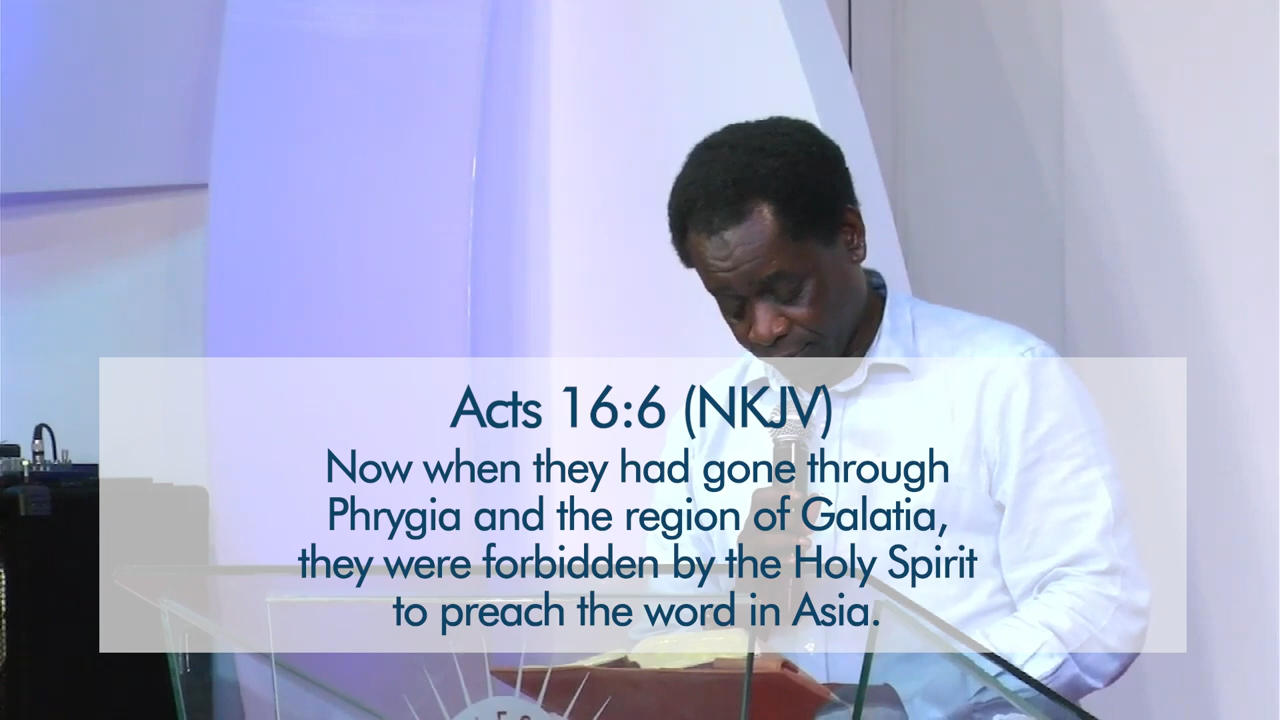 Acts 16:6 (NKJV)
Now when they had gone through
Phrygia and the region of Galatia,
they were forbidden by the Holy Spirit
to preach the word in Asia.